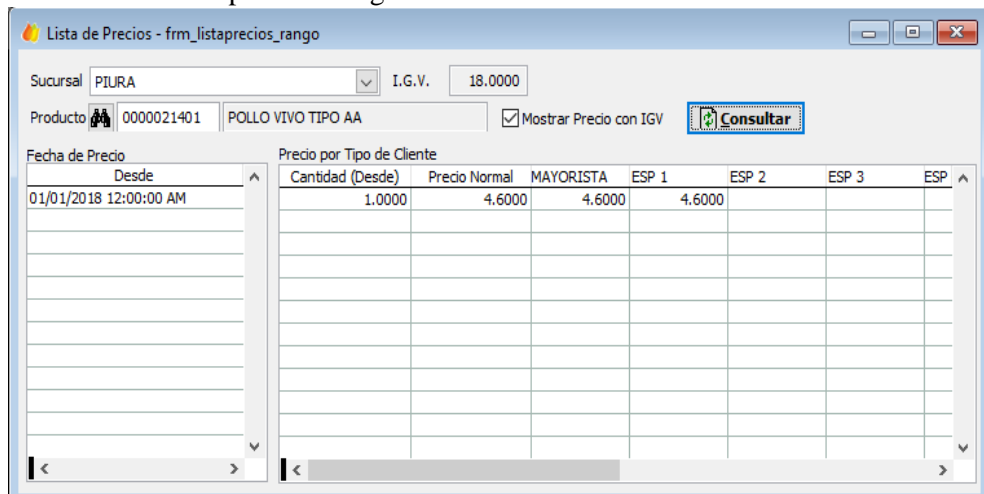 Lista de Precios - frm_listaprecios_rango
Sucursal PIURA I.G.V. 18.0000
Producto 0000021401 POLLO VIVO TIPO AA Mostrar Precio con IGV Consultar
Fecha de Precio Precio por Tipo de Cliente
Desde Cantidad (Desde) Precio Normal MAYORISTA ESP 1 ESP 2 ESP 3 ESP
01/01/2018 12:00:00 AM 1.0000 4.6000 4.6000 4.6000